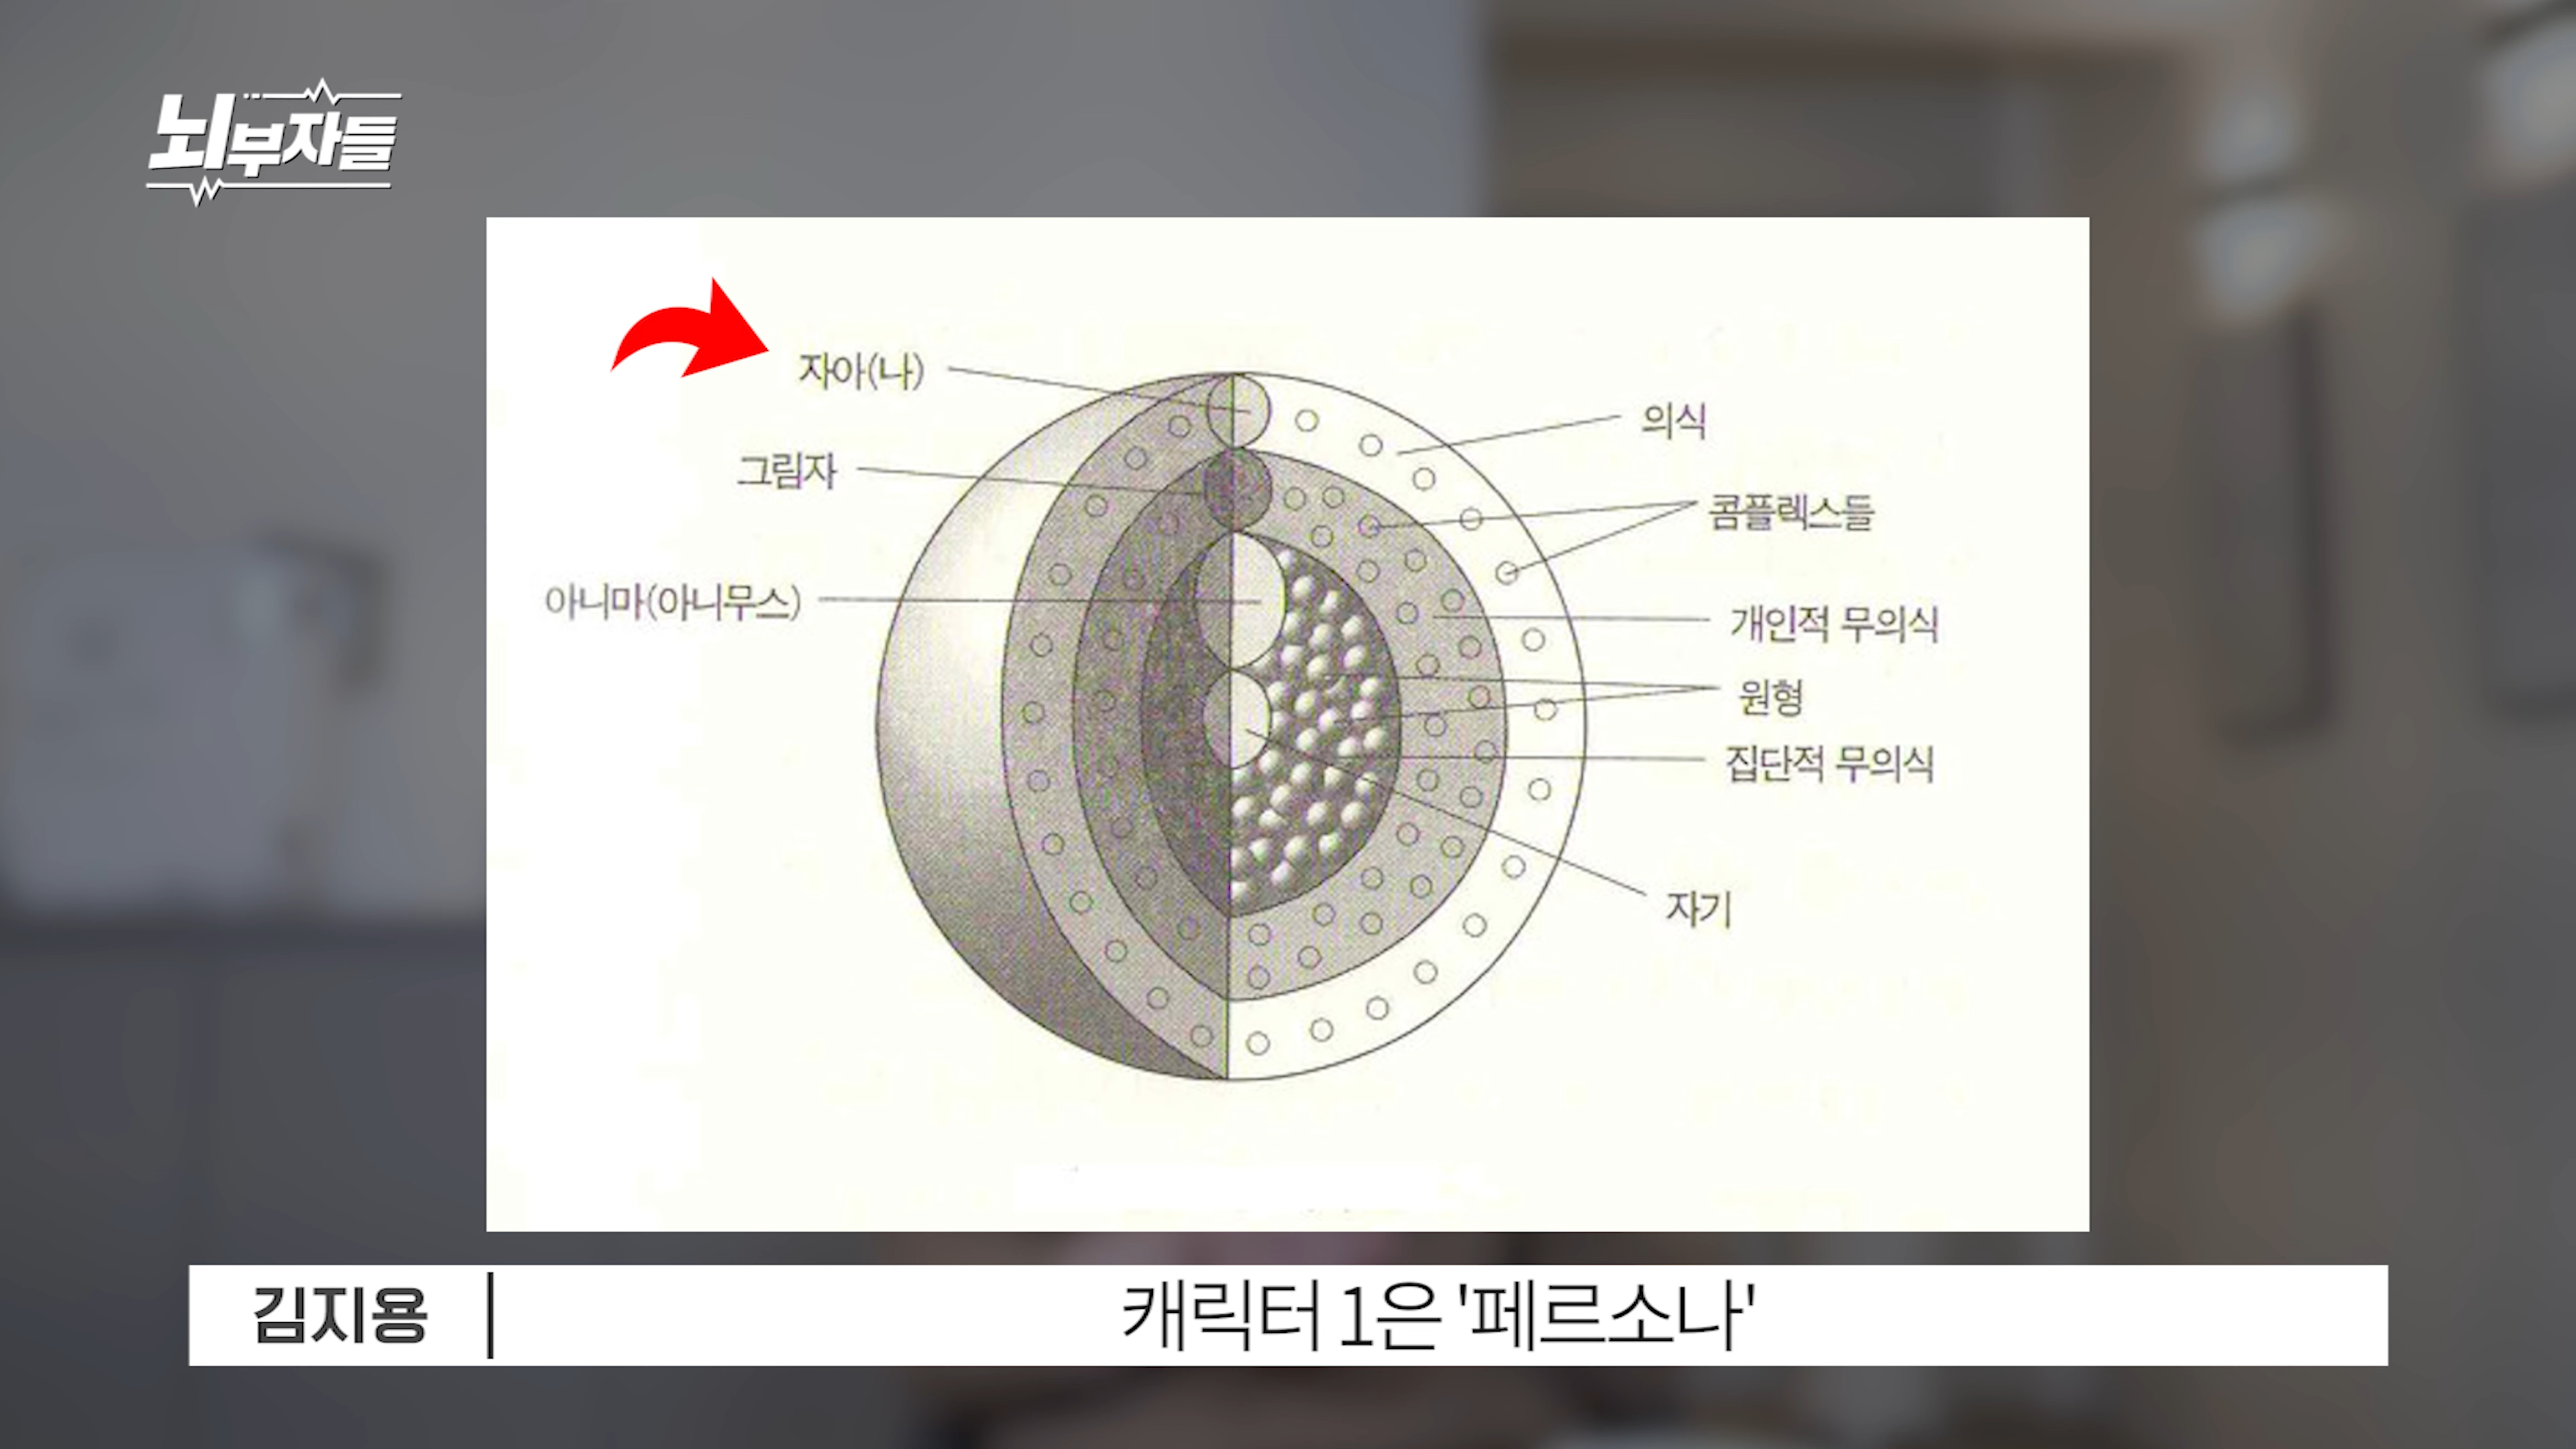 뇌부자들
자아(나)
그림자
아니마(아니무스)
의식
콤플렉스들
개인적 무의식
원형
집단적 무의식
자기
김지용
캐릭터 1은 '페르소나'